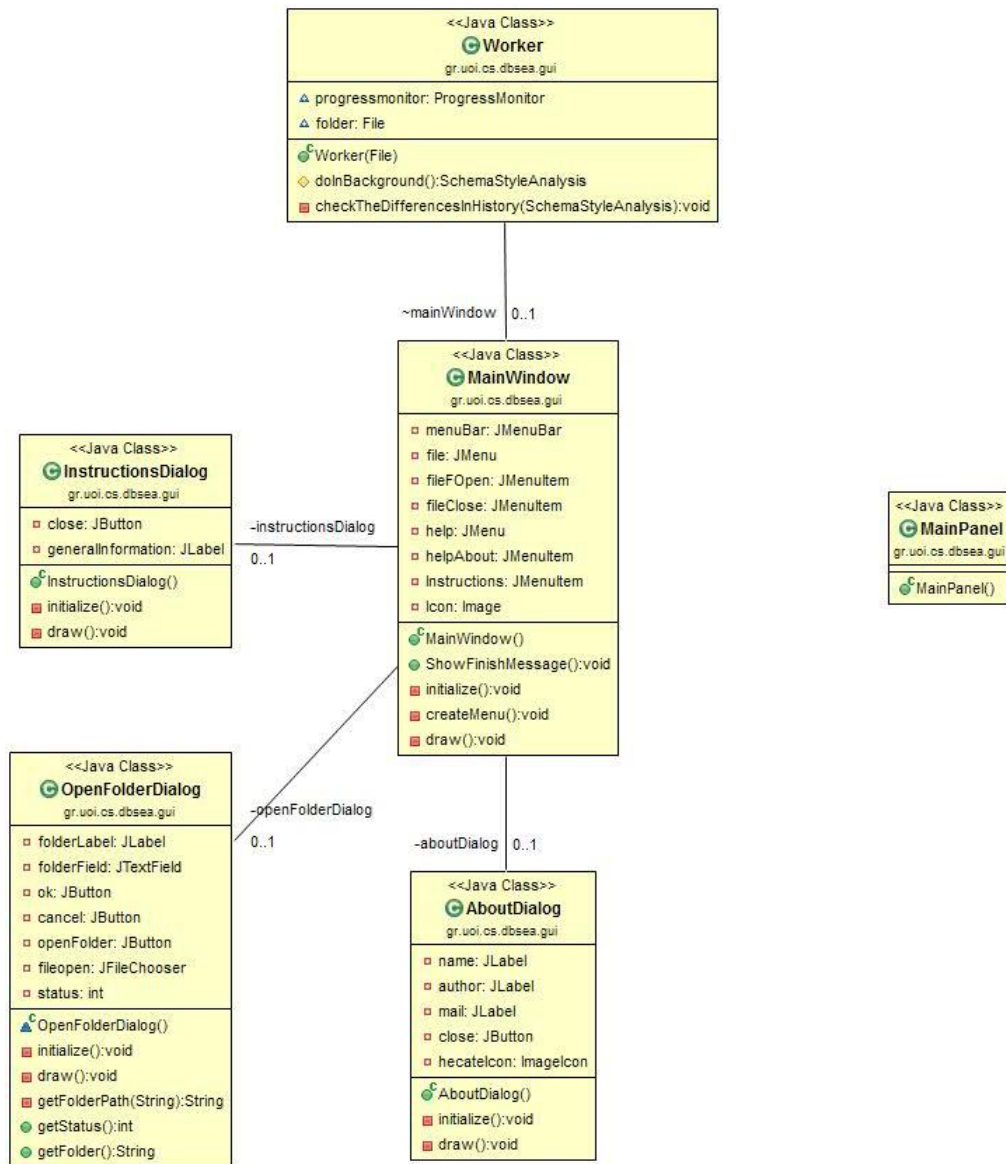 <<Java Class>>
Worker
gr.uoi.cs.dbsea.gui
progressmonitor: ProgressMonitor
folder: File
Worker(File)
doInBackground():SchemaStyleAnalysis
checkTheDifferencesInHistory(SchemaStyleAnalysis):void
~mainWindow 0..1
<<Java Class>>
MainWindow
gr.uoi.cs.dbsea.gui
menuBar: JMenuBar
file: JMenu
fileFOpen: JMenuItem
fileClose: JMenuItem
help: JMenu
helpAbout: JMenuItem
Instructions: JMenuItem
Icon: Image
MainWindow()
ShowFinishMessage():void
initialize():void
createMenu():void
draw():void
<<Java Class>>
InstructionsDialog
gr.uoi.cs.dbsea.gui
close: JButton
generalInformation: JLabel
InstructionsDialog()
initialize():void
draw():void
-instructionsDialog
0..1
<<Java Class>>
MainPanel
gr.uoi.cs.dbsea.gui
MainPanel()
<<Java Class>>
OpenFolderDialog
gr.uoi.cs.dbsea.gui
folderLabel: JLabel
folderField: JTextField
ok: JButton
cancel: JButton
openFolder: JButton
fileopen: JFileChooser
status: int
OpenFolderDialog()
initialize():void
draw():void
getFolderPath(String):String
getStatus():int
getFolder():String
-openFolderDialog
0..1
-aboutDialog 0..1
<<Java Class>>
AboutDialog
gr.uoi.cs.dbsea.gui
name: JLabel
author: JLabel
mail: JLabel
close: JButton
hecateIcon: ImageIcon
AboutDialog()
initialize():void
draw():void